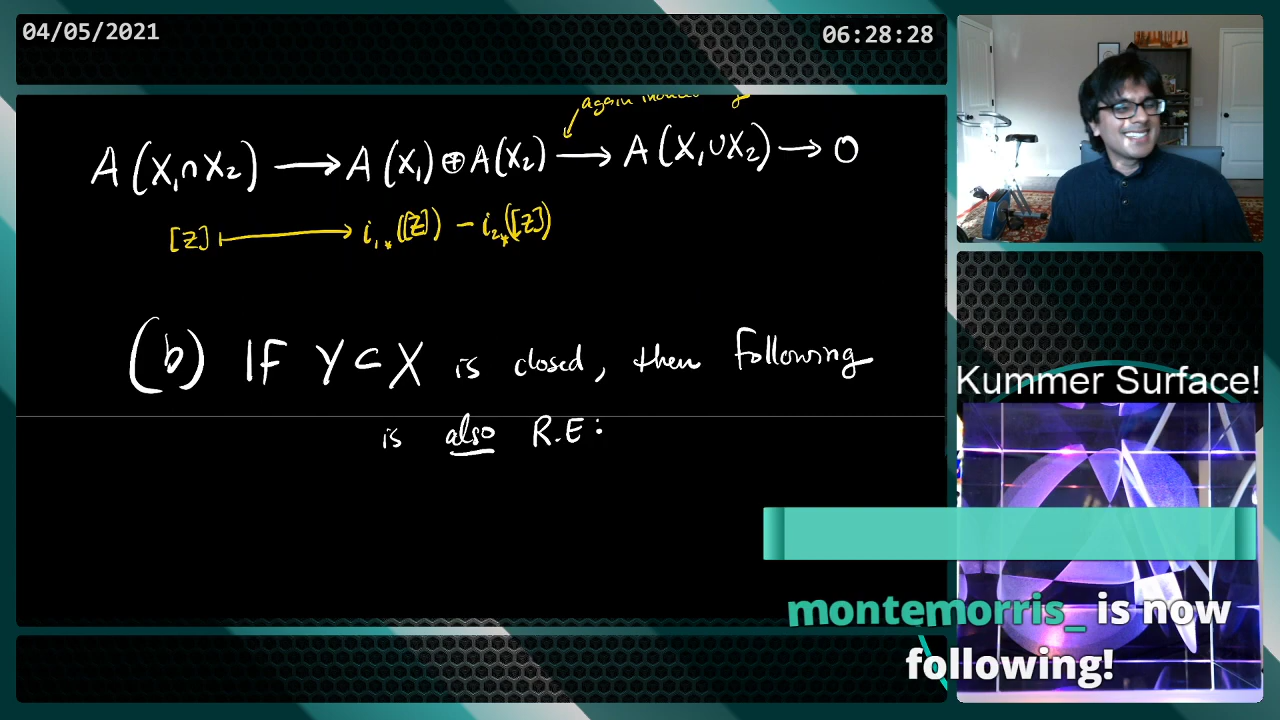 04/05/2021
06:28:28
again
A(X₁∩X₂) ⟶ A(X₁)⊕A(X₂) ⟶ A(X₁∪X₂) ⟶ 0
[Z] ⟼ i₁*([Z]) − i₂*([Z])
(b) IF Y⊂X is closed, then following
is also R.E:
Kummer Surface!
montemorris_ is now
following!